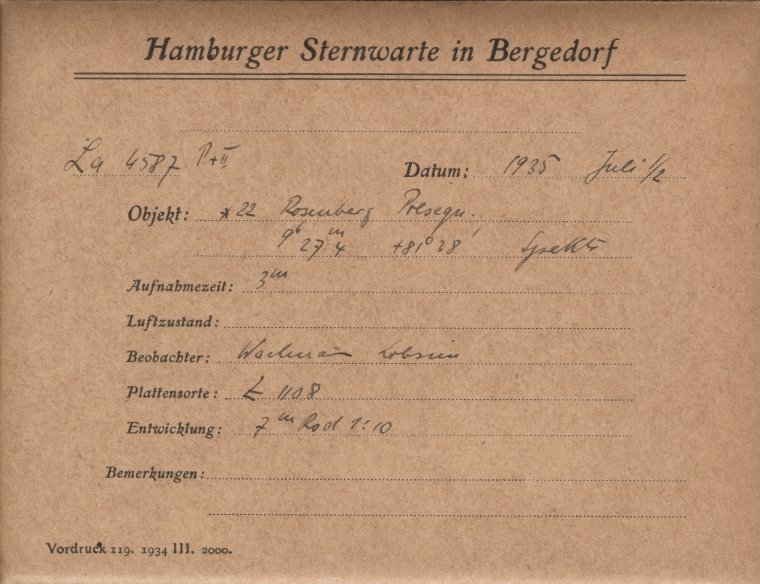 Hamburger Sternwarte in Bergedorf
La 4587 P+II
Datum: 1935 Juli 1/2
Objekt: *22 Rosenberg
9h 27m4 +81° 28' Spektr
Aufnahmezeit: 3m
Luftzustand:
Beobachter: Wachmann
Plattensorte: 1108
Entwicklung: 7m Rod 1:10
Bemerkungen:
Vordruck 119. 1934 III. 2000.